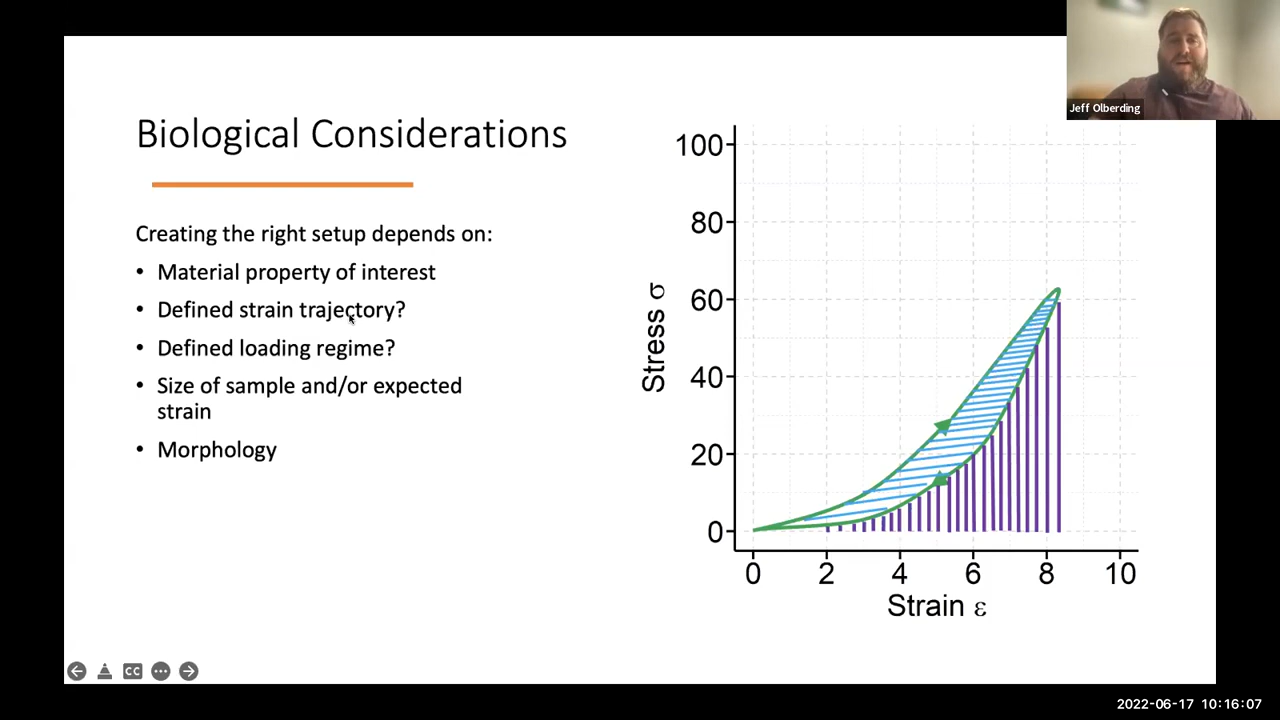 Jeff Olberding
Biological Considerations
Creating the right setup depends on:
• Material property of interest
• Defined strain trajectory?
• Defined loading regime?
• Size of sample and/or expected
strain
• Morphology
100
80
60
40
20
0
Stress σ
0 2 4 6 8 10
Strain ε
CC
2022-06-17 10:16:07